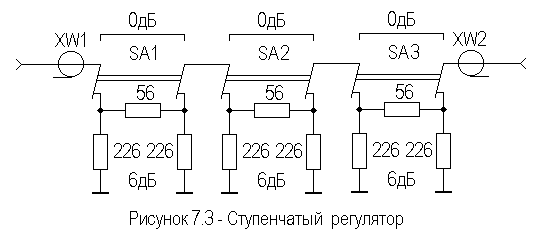 0дБ 0дБ 0дБ
XW1 SA1 SA2 SA3 XW2
56 56 56
226 226 226 226 226 226
6дБ 6дБ 6дБ
Рисунок 7.3 - Ступенчатый регулятор